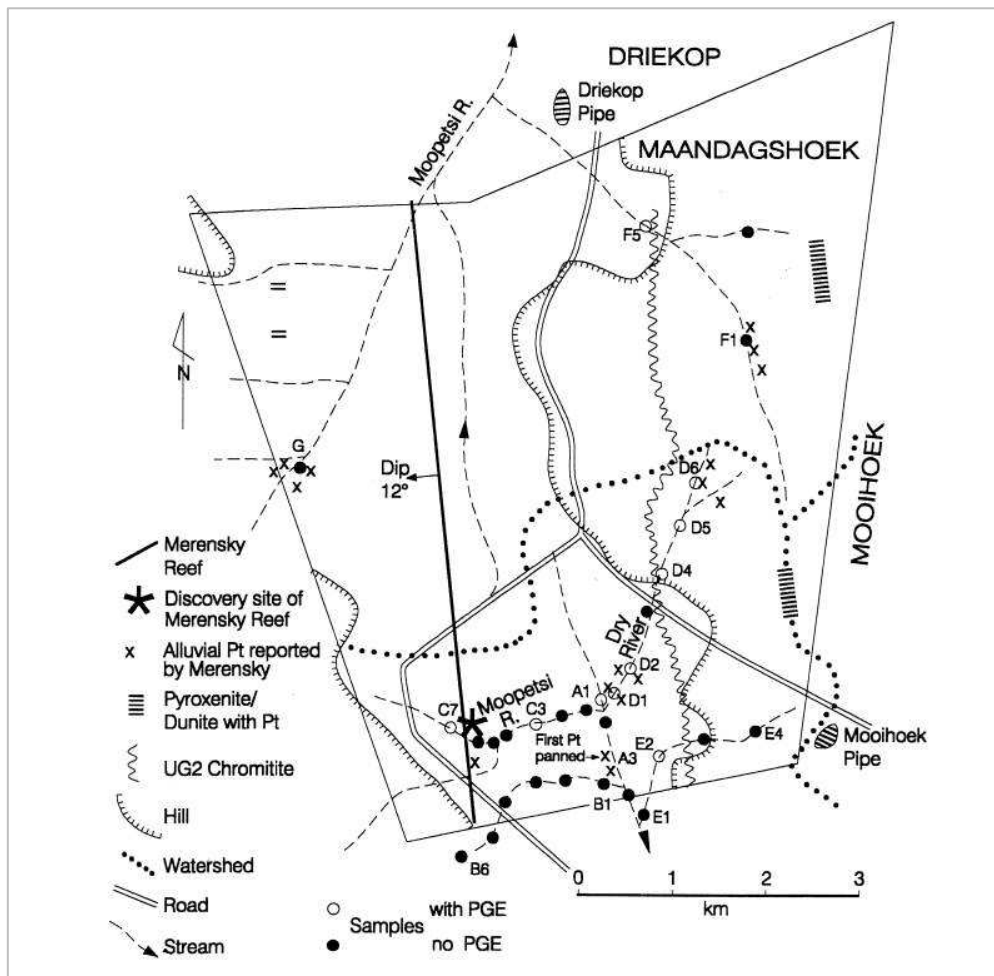 DRIEKOP
Driekop
Pipe
Moopetsi R.
MAANDAGSHOEK
F5
F1
N
G
Dip
12°
D6
D5
MOOIHOEK
D4
Dry
River
D2
D1
A1
C7
Moopetsi
R.
C3
First Pt
panned
A3
E2
E4
Mooihoek
Pipe
B1
E1
B6
Merensky
Reef
Discovery site of
Merensky Reef
x Alluvial Pt reported
by Merensky
Pyroxenite/
Dunite with Pt
UG2 Chromitite
Hill
Watershed
Road
Stream
Samples
with PGE
no PGE
0 1 2 3
km